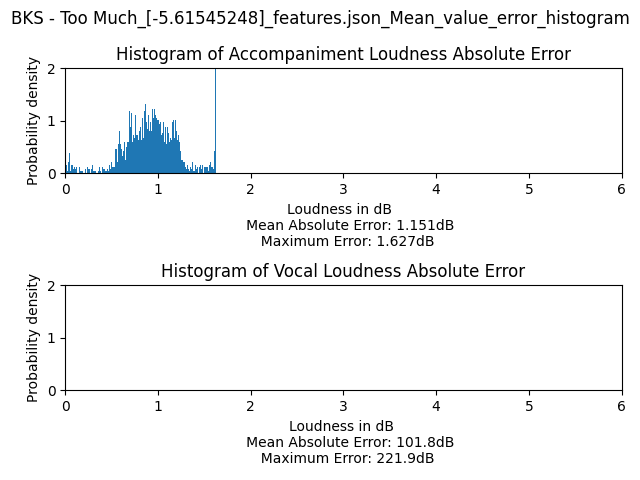 BKS - Too Much_[-5.61545248]_features.json_Mean_value_error_histogram
Histogram of Accompaniment Loudness Absolute Error
Probability density
2
1
0
0 1 2 3 4 5 6
Loudness in dB
Mean Absolute Error: 1.151dB
Maximum Error: 1.627dB
Histogram of Vocal Loudness Absolute Error
Probability density
2
1
0
0 1 2 3 4 5 6
Loudness in dB
Mean Absolute Error: 101.8dB
Maximum Error: 221.9dB